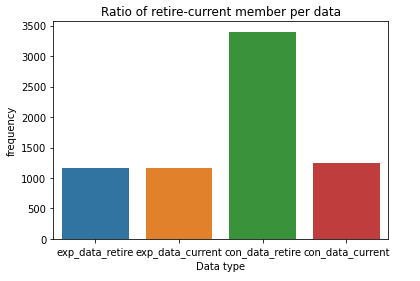 Ratio of retire-current member per data
3500
3000
2500
2000
1500
1000
500
0
frequency
exp_data_retire exp_data_current con_data_retire con_data_current
Data type